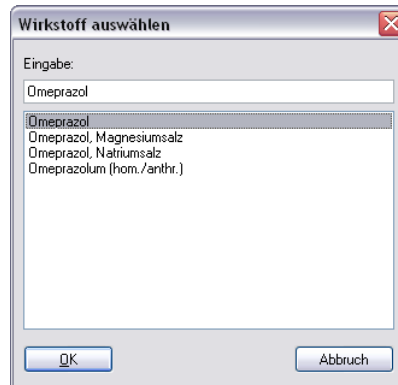 Wirkstoff auswählen
Eingabe:
Omeprazol
Omeprazol
Omeprazol, Magnesiumsalz
Omeprazol, Natriumsalz
Omeprazolum (hom./anthr.)
OK
Abbruch